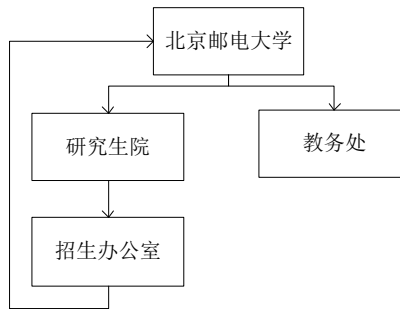 北京邮电大学
研究生院
教务处
招生办公室